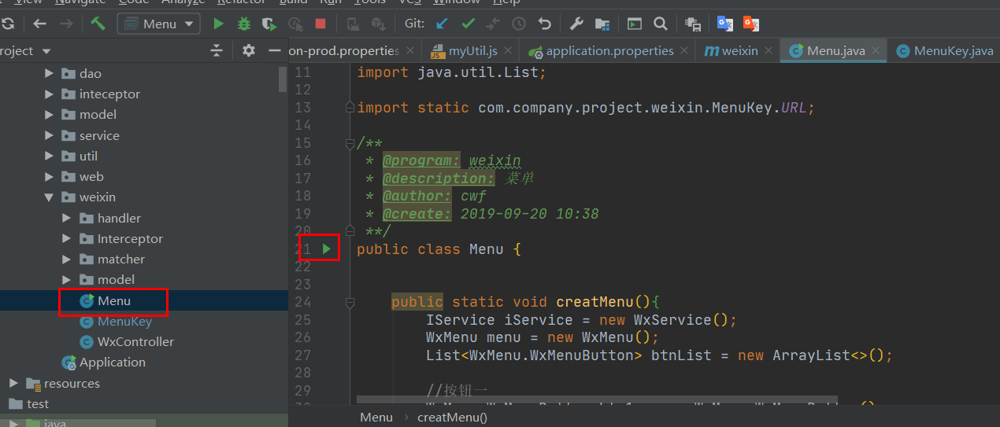 View Navigate Code Analyze Refactor Build Run Tools VCS Window Help
Menu Git:
roject
on-prod.properties myUtil.js application.properties weixin Menu.java MenuKey.java
dao
inteceptor
model
service
util
web
weixin
handler
Interceptor
matcher
model
Menu
MenuKey
WxController
Application
resources
test
java
11 import java.util.List;
12
13 import static com.company.project.weixin.MenuKey.URL;
14
15 /**
16 * @program: weixin
17 * @description: 菜单
18 * @author: cwf
19 * @create: 2019-09-20 10:38
20 **/
21 public class Menu {
22
23
24 public static void creatMenu(){
25 IService iService = new WxService();
26 WxMenu menu = new WxMenu();
27 List<WxMenu.WxMenuButton> btnList = new ArrayList<>();
28
29 //按钮一
Menu › creatMenu()